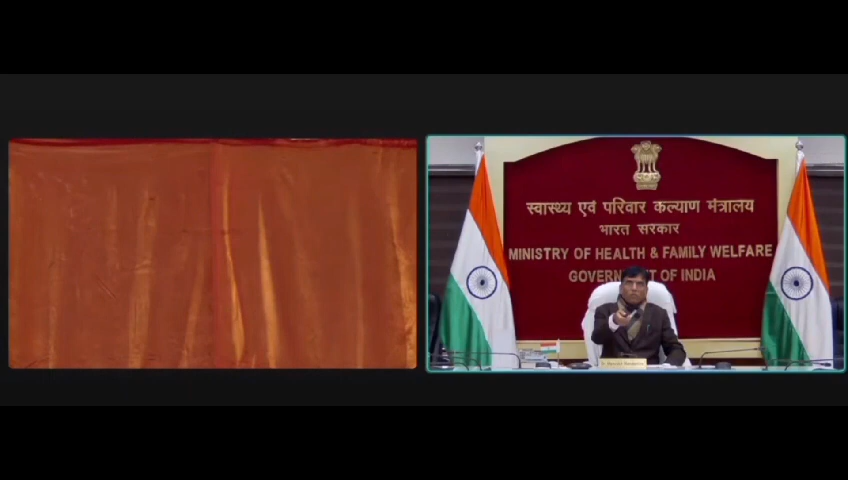 स्वास्थ्य एवं परिवार कल्याण मंत्रालय
भारत सरकार
MINISTRY OF HEALTH & FAMILY WELFARE
GOVERNMENT OF INDIA